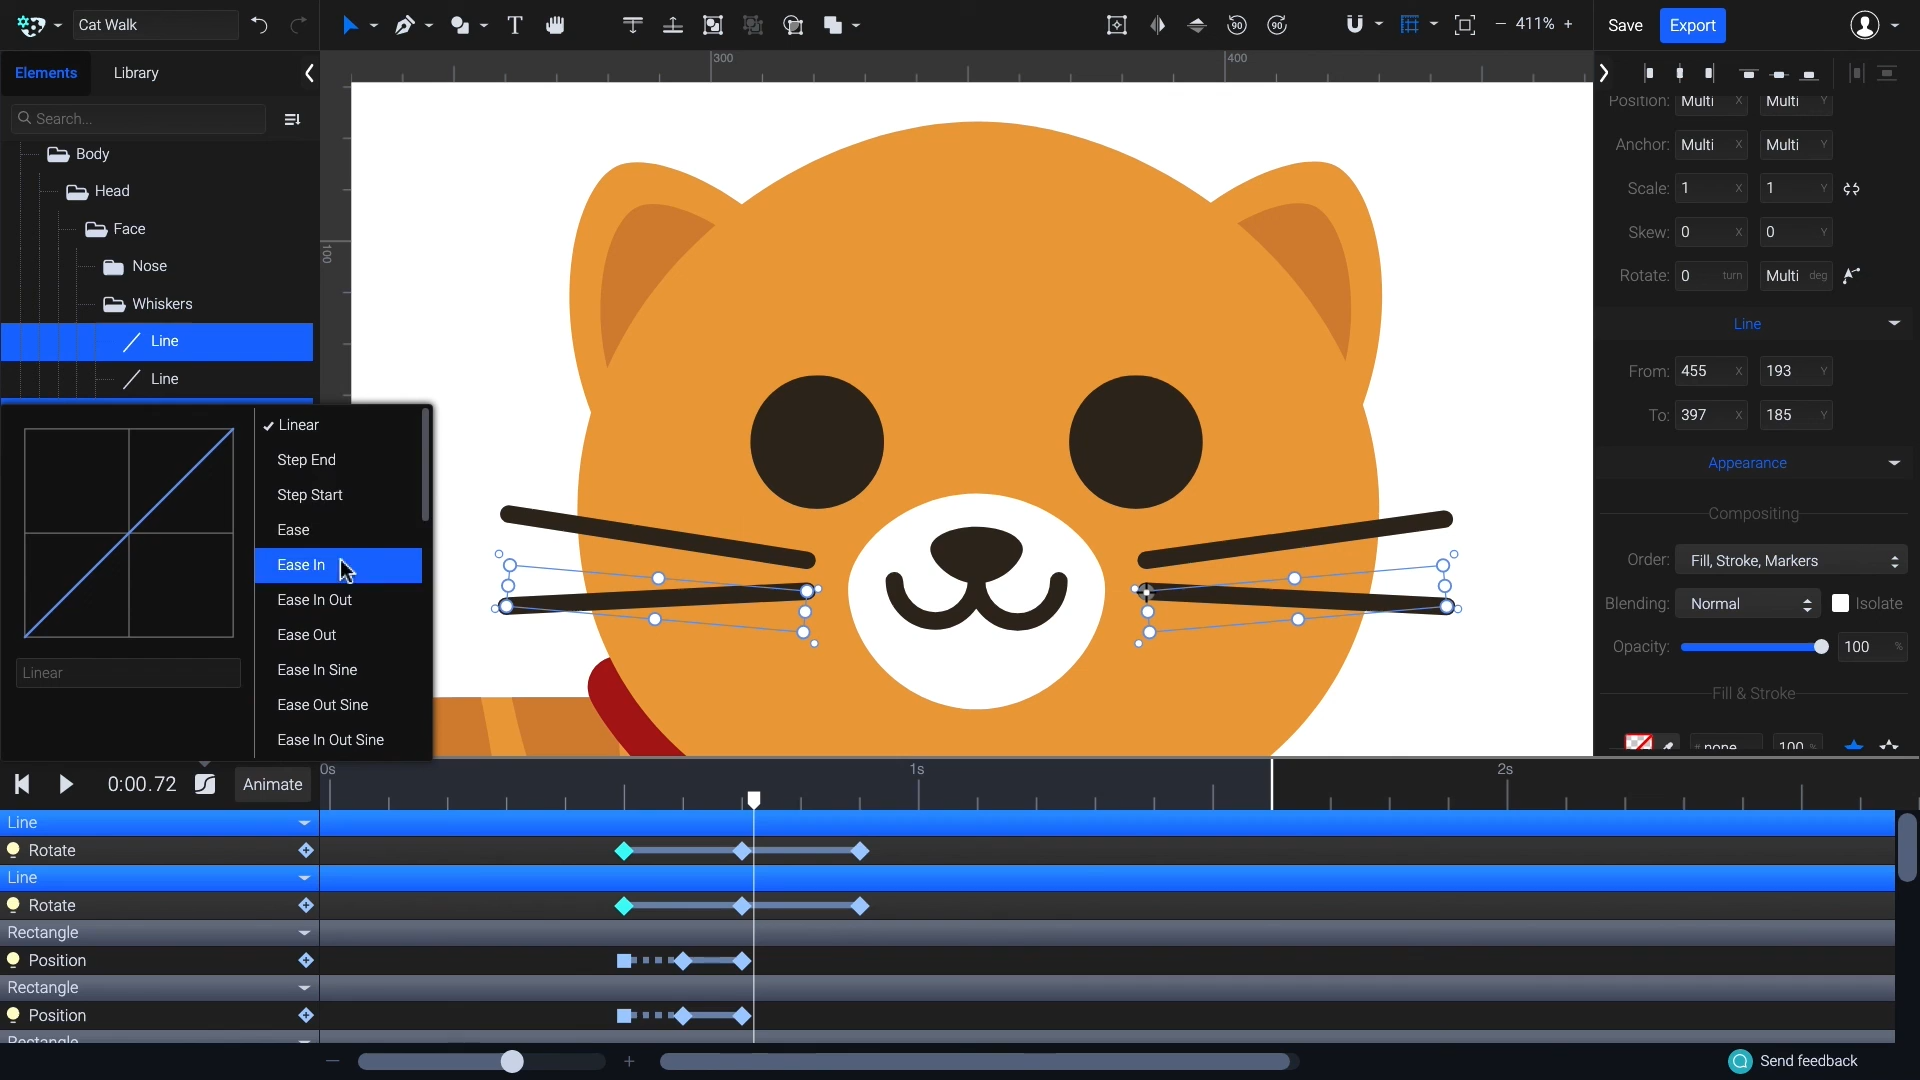 Cat Walk
411%
Save
Export
Elements
Library
Search...
Body
Head
Face
Nose
Whiskers
Line
Line
300
400
100
Position: Multi X Multi Y
Anchor: Multi X Multi Y
Scale: 1 X 1 Y
Skew: 0 X 0 Y
Rotate: 0 turn Multi deg
Line
From: 455 X 193 Y
To: 397 X 185 Y
Appearance
Compositing
Order: Fill, Stroke, Markers
Blending: Normal Isolate
Opacity: 100 %
Fill & Stroke
# none 100 %
Linear
Linear
Step End
Step Start
Ease
Ease In
Ease In Out
Ease Out
Ease In Sine
Ease Out Sine
Ease In Out Sine
0:00.72
Animate
0s
1s
2s
Line
Rotate
Line
Rotate
Rectangle
Position
Rectangle
Position
Rectangle
Send feedback